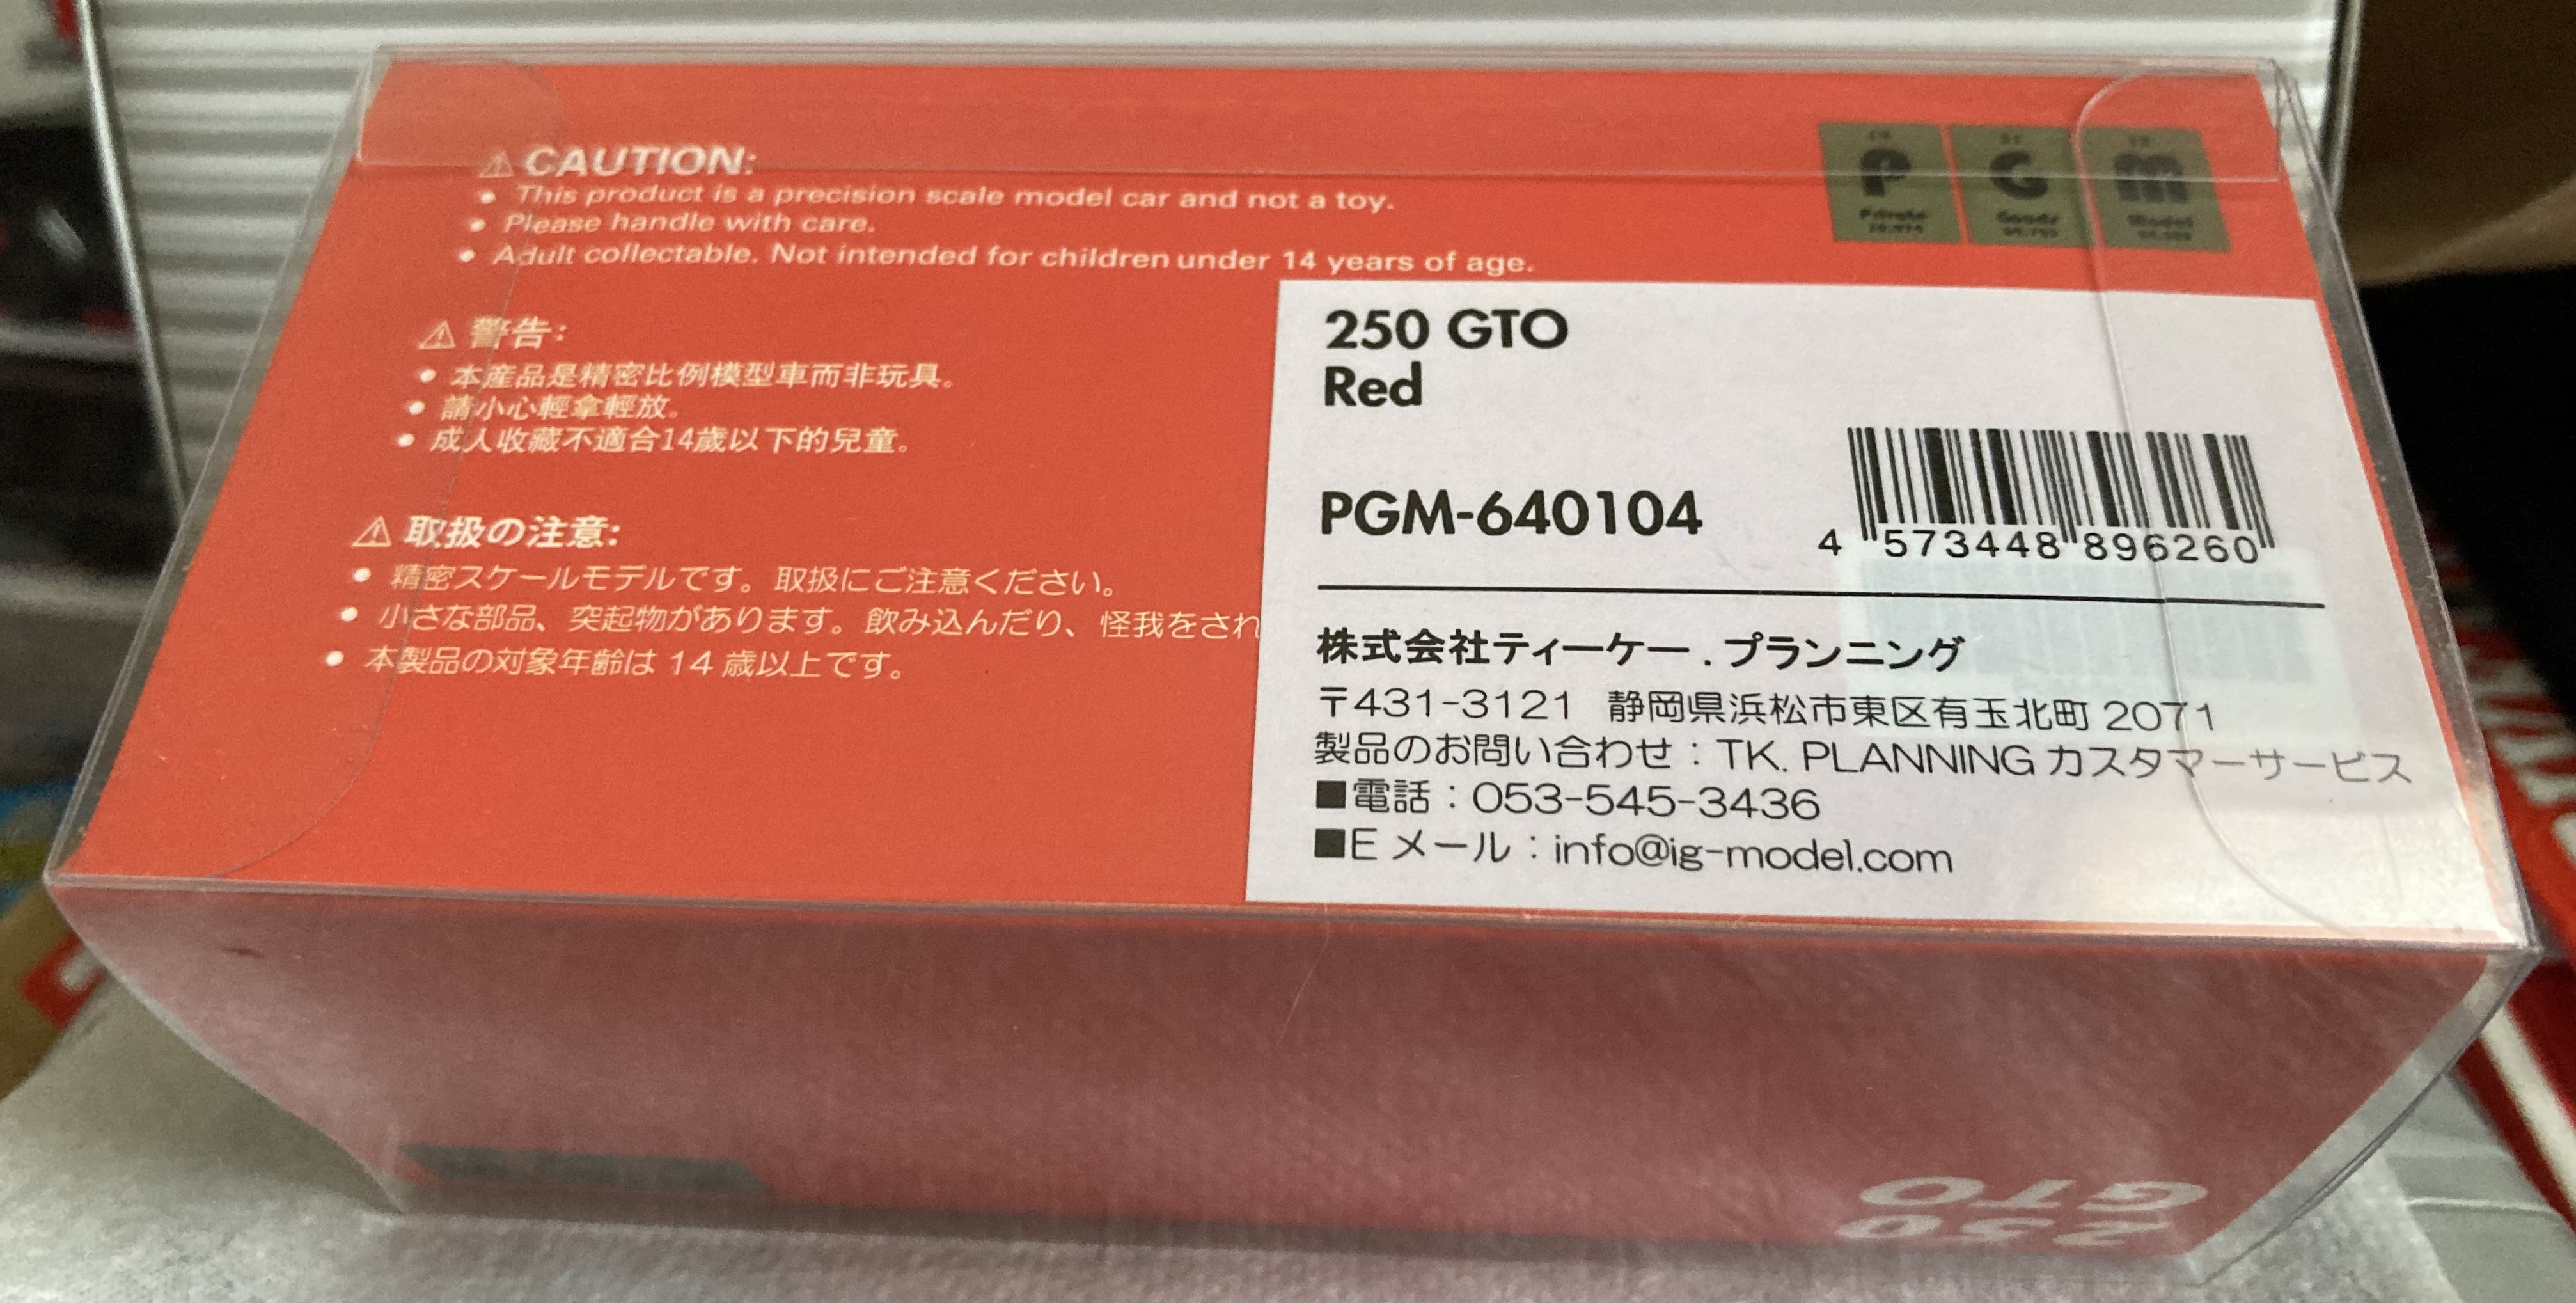 ⚠ CAUTION:
• This product is a precision scale model car and not a toy.
• Please handle with care.
• Adult collectable. Not intended for children under 14 years of age.
P G m
Private Goods Model
⚠ 警告:
• 本産品是精密比例模型車而非玩具。
• 請小心輕拿輕放。
• 成人收藏不適合14歲以下的兒童。
⚠ 取扱の注意:
• 精密スケールモデルです。取扱にご注意ください。
• 小さな部品、突起物があります。飲み込んだり、怪我をされ
• 本製品の対象年齢は 14 歳以上です。
250 GTO
Red
PGM-640104
4 573448 896260
株式会社ティーケー．プランニング
〒431-3121 静岡県浜松市東区有玉北町 2071
製品のお問い合わせ：TK. PLANNING カスタマーサービス
■電話：053-545-3436
■E メール：info@ig-model.com
250
GTO